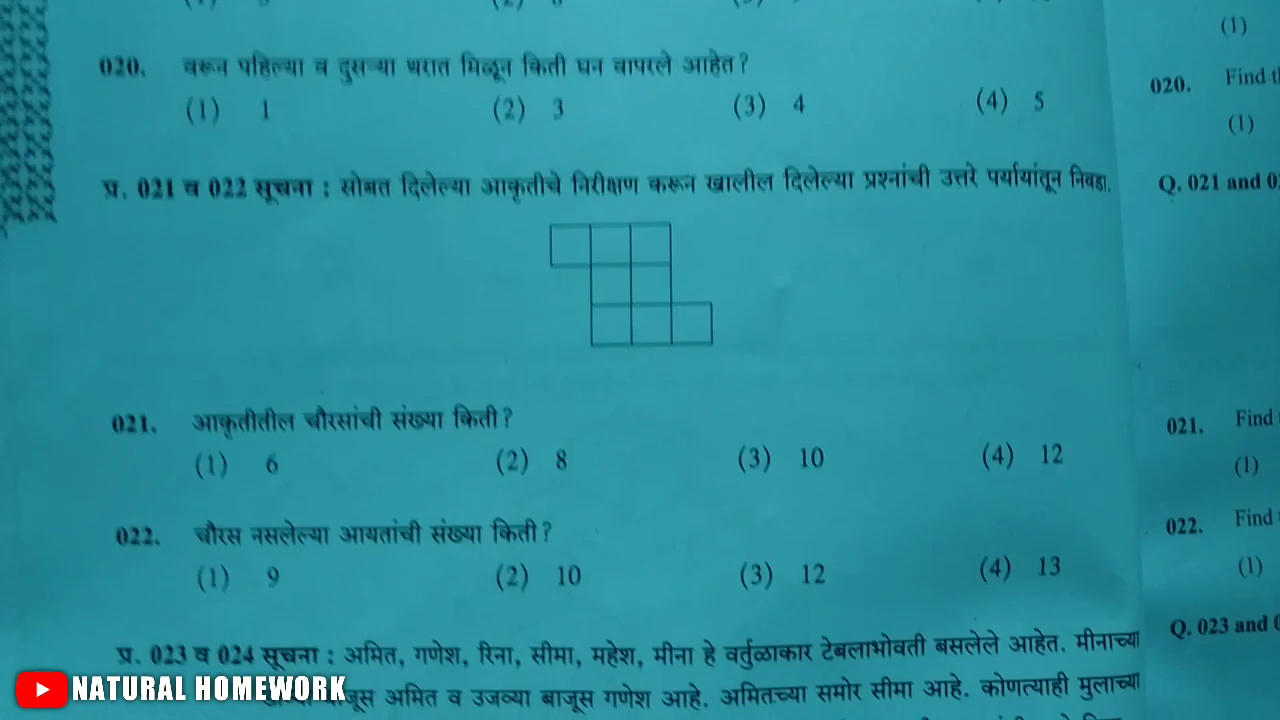 020. वरून पहिल्या व दुसऱ्या थरात मिळून किती घन वापरले आहेत?
(1) 1 (2) 3 (3) 4 (4) 5
प्र. 021 व 022 सूचना : सोबत दिलेल्या आकृतीचे निरीक्षण करून खालील दिलेल्या प्रश्नांची उत्तरे पर्यायांतून निवडा.
021. आकृतीतील चौरसांची संख्या किती?
(1) 6 (2) 8 (3) 10 (4) 12
022. चौरस नसलेल्या आयतांची संख्या किती?
(1) 9 (2) 10 (3) 12 (4) 13
प्र. 023 व 024 सूचना : अमित, गणेश, रिना, सीमा, महेश, मीना हे वर्तुळाकार टेबलाभोवती बसलेले आहेत. मीनाच्या
अमित व उजव्या बाजूस गणेश आहे. अमितच्या समोर सीमा आहे. कोणत्याही मुलाच्या
(1)
020. Find
(1)
Q. 021 and
021. Find
(1)
022. Find
(1)
Q. 023 and
NATURAL HOMEWORK